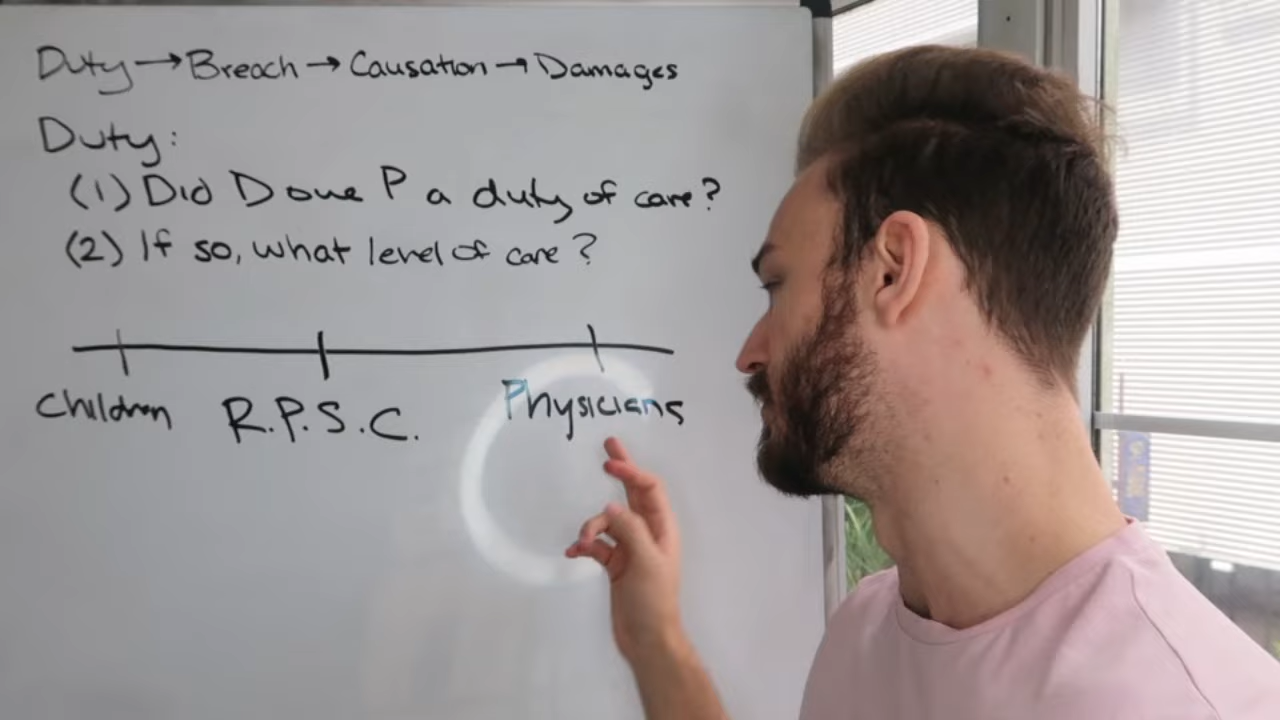 Duty → Breach → Causation → Damages
Duty:
(1) Did D owe P a duty of care?
(2) If so, what level of care?
Children R.P.S.C. Physicians